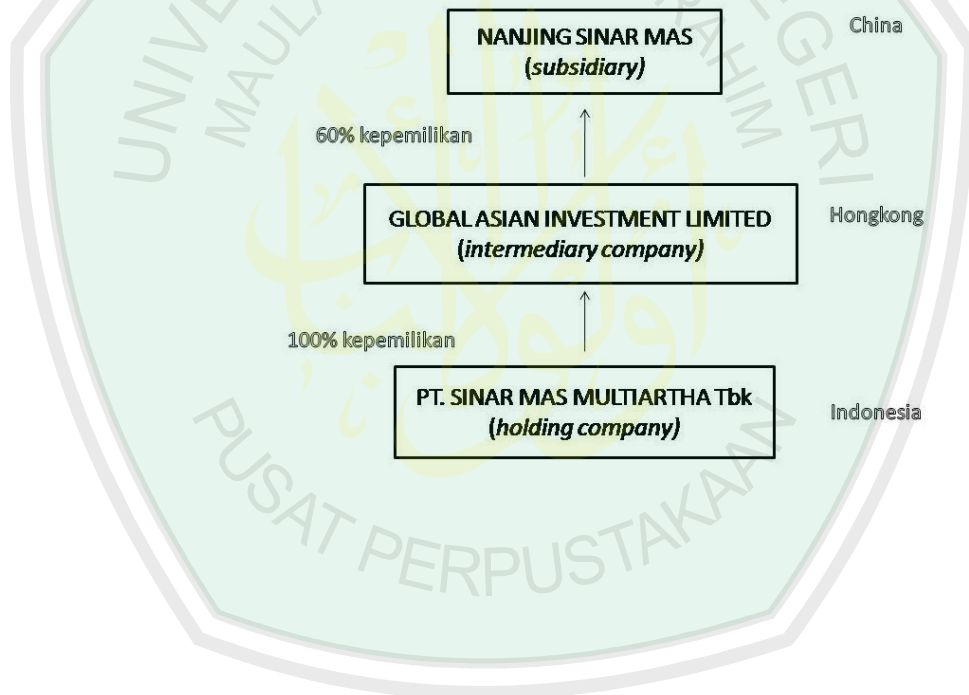 NANJING SINAR MAS
(subsidiary)
China
60% kepemilikan
GLOBAL ASIAN INVESTMENT LIMITED
(intermediary company)
Hongkong
100% kepemilikan
PT. SINAR MAS MULTIARTHA Tbk
(holding company)
Indonesia
PUSAT PERPUSTAKAAN